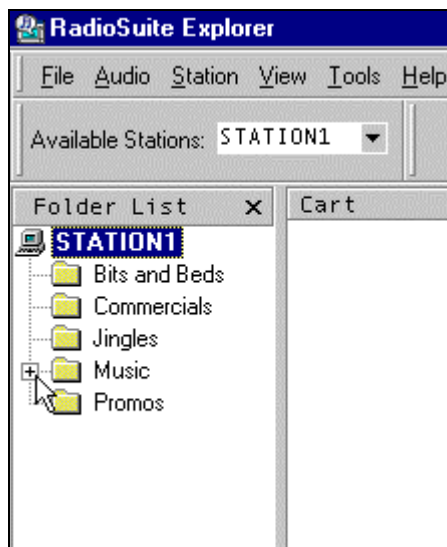 RadioSuite Explorer
File Audio Station View Tools Help
Available Stations: STATION1
Folder List x Cart
STATION1
Bits and Beds
Commercials
Jingles
Music
Promos